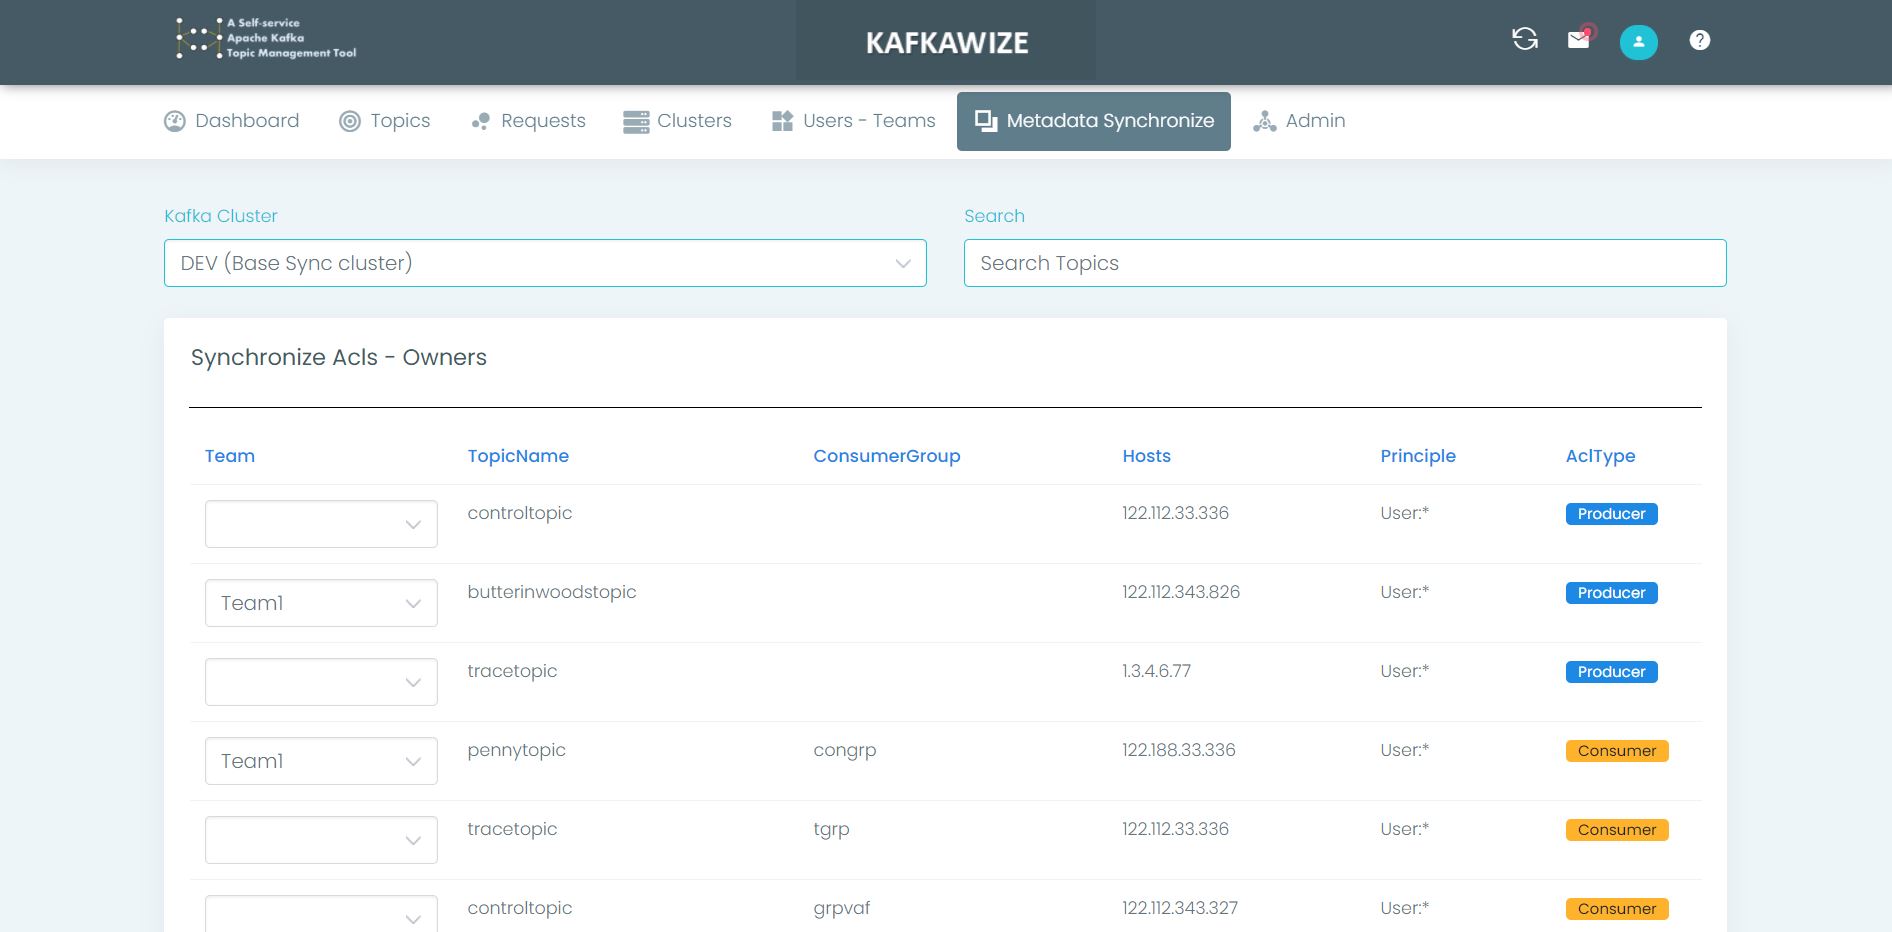 A Self-service
Apache Kafka
Topic Management Tool
KAFKAWIZE
Dashboard Topics Requests Clusters Users - Teams Metadata Synchronize Admin
Kafka Cluster Search
DEV (Base Sync cluster) Search Topics
Synchronize Acls - Owners
Team TopicName ConsumerGroup Hosts Principle AclType
controltopic 122.112.33.336 User:* Producer
Team1 butterinwoodstopic 122.112.343.826 User:* Producer
tracetopic 1.3.4.6.77 User:* Producer
Team1 pennytopic congrp 122.188.33.336 User:* Consumer
tracetopic tgrp 122.112.33.336 User:* Consumer
controltopic grpvaf 122.112.343.327 User:* Consumer